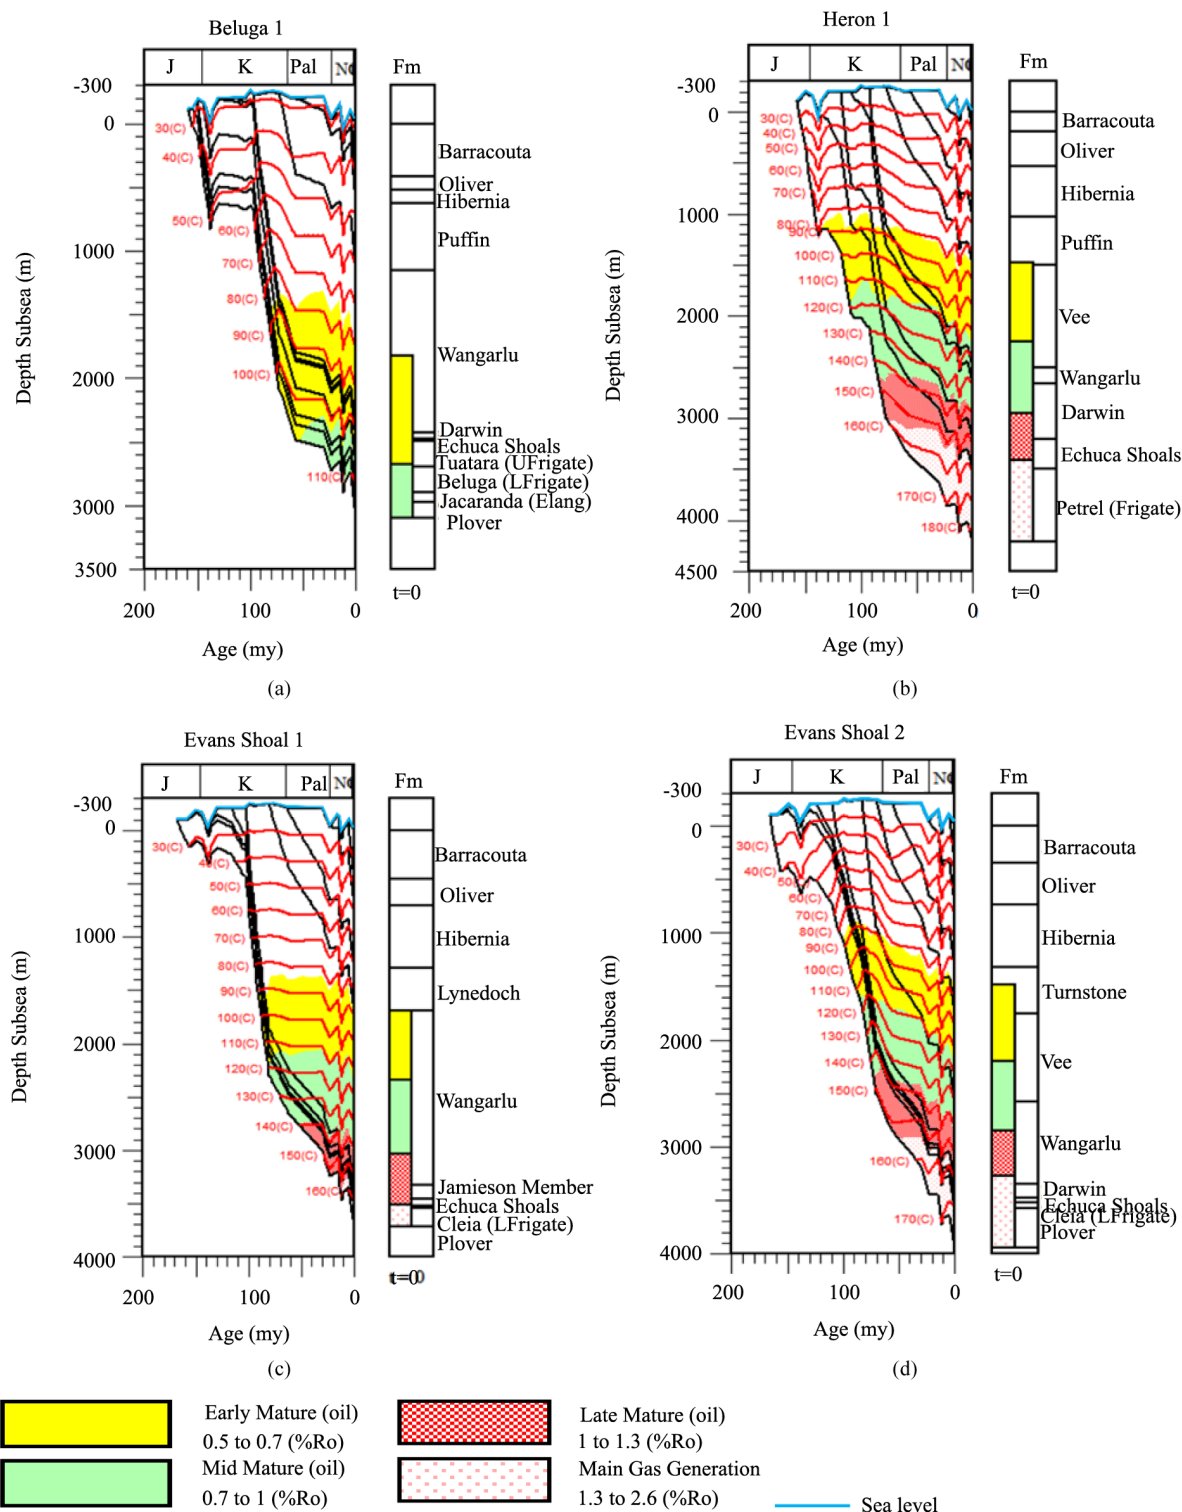 Beluga 1
J K Pal N
Fm
-300
0
1000
2000
3000
3500
Depth Subsea (m)
30(C)
40(C)
50(C)
60(C)
70(C)
80(C)
90(C)
100(C)
110(C)
Barracouta
Oliver
Hibernia
Puffin
Wangarlu
Darwin
Echuca Shoals
Tuatara (UFrigate)
Beluga (LFrigate)
Jacaranda (Elang)
Plover
t=0
200 100 0
Age (my)
(a)
Heron 1
J K Pal N
Fm
-300
0
1000
2000
3000
4000
4500
Depth Subsea (m)
30(C)
40(C)
50(C)
60(C)
70(C)
80(C)
90(C)
100(C)
110(C)
120(C)
130(C)
140(C)
150(C)
160(C)
170(C)
180(C)
Barracouta
Oliver
Hibernia
Puffin
Vee
Wangarlu
Darwin
Echuca Shoals
Petrel (Frigate)
t=0
200 100 0
Age (my)
(b)
Evans Shoal 1
J K Pal N
Fm
-300
0
1000
2000
3000
4000
Depth Subsea (m)
30(C)
40(C)
50(C)
60(C)
70(C)
80(C)
90(C)
100(C)
110(C)
120(C)
130(C)
140(C)
150(C)
160(C)
Barracouta
Oliver
Hibernia
Lynedoch
Wangarlu
Jamieson Member
Echuca Shoals
Cleia (LFrigate)
Plover
t=0
200 100 0
Age (my)
(c)
Evans Shoal 2
J K Pal N
Fm
-300
0
1000
2000
3000
4000
Depth Subsea (m)
30(C)
40(C)
50(C)
60(C)
70(C)
80(C)
90(C)
100(C)
110(C)
120(C)
130(C)
140(C)
150(C)
160(C)
170(C)
Barracouta
Oliver
Hibernia
Turnstone
Vee
Wangarlu
Darwin
Echuca Shoals
Cleia (LFrigate)
Plover
t=0
200 100 0
Age (my)
(d)
Early Mature (oil)
0.5 to 0.7 (%Ro)
Mid Mature (oil)
0.7 to 1 (%Ro)
Late Mature (oil)
1 to 1.3 (%Ro)
Main Gas Generation
1.3 to 2.6 (%Ro)
Sea level